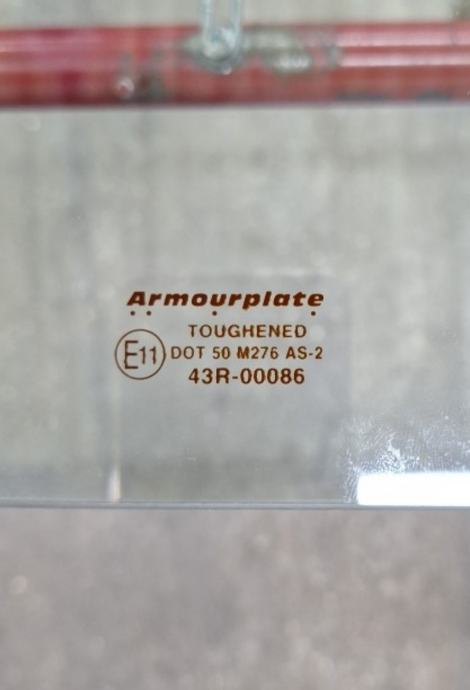 Armourplate
TOUGHENED
E11 DOT 50 M276 AS-2
43R-00086